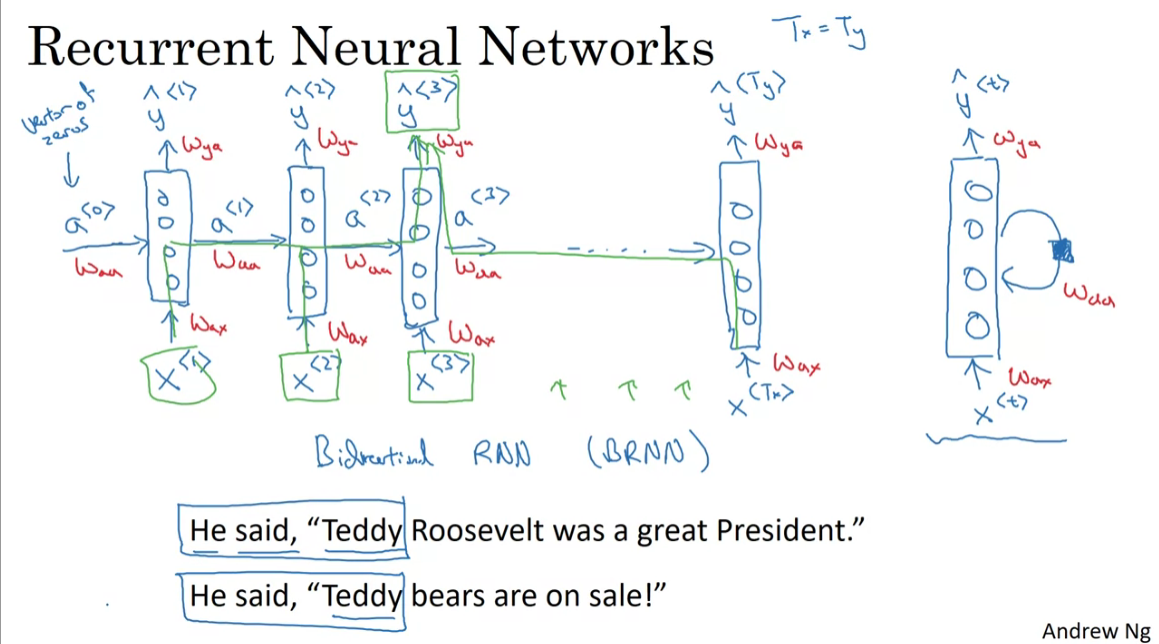 Recurrent Neural Networks
Tx = Ty
vector of zeros
ŷ<1> ŷ<2> ŷ<3> ŷ<Ty> ŷ<t>
Wya Wya Wya Wya Wya
a<0> a<1> a<2> a<3> ......
Waa Waa Waa Waa Waa
Wax Wax Wax Wax Wax
x<1> x<2> x<3> x<Tx> x<t>
Bidirectional RNN (BRNN)
He said, “Teddy Roosevelt was a great President.”
He said, “Teddy bears are on sale!”
Andrew Ng